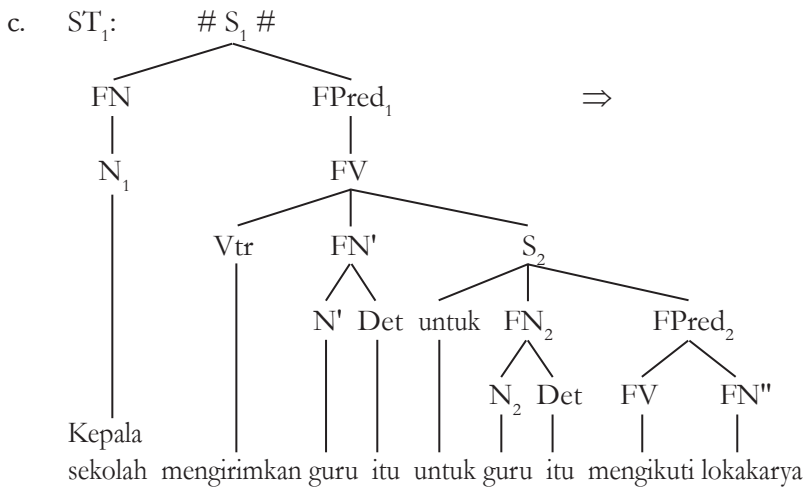 c. ST₁: # S₁ #
FN FPred₁ ⇒
N₁ FV
Vtr FN' S₂
N' Det untuk FN₂ FPred₂
N₂ Det FV FN"
Kepala
sekolah mengirimkan guru itu untuk guru itu mengikuti lokakarya